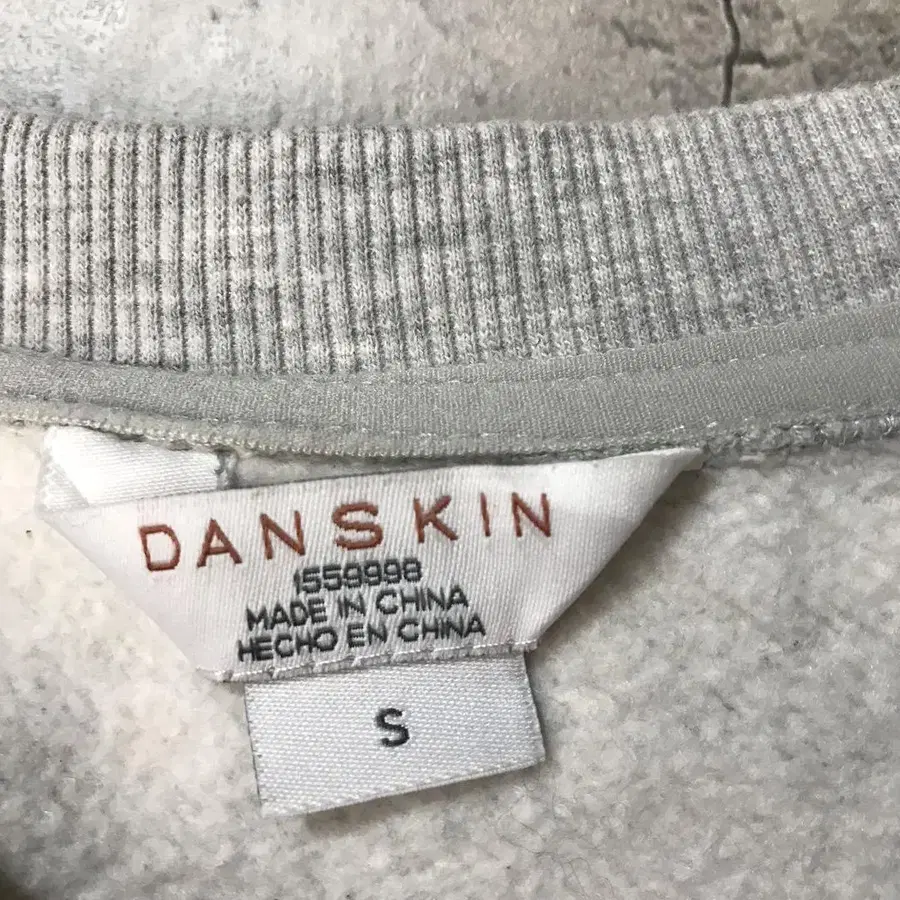 DANSKIN
1559998
MADE IN CHINA
HECHO EN CHINA
S